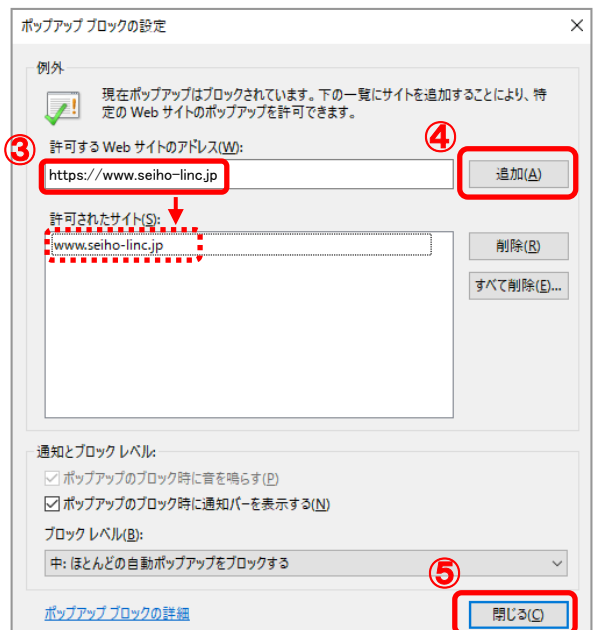 ポップアップ ブロックの設定
例外
現在ポップアップはブロックされています。下の一覧にサイトを追加することにより、特
定の Web サイトのポップアップを許可できます。
③
許可する Web サイトのアドレス(W):
④
https://www.seiho-linc.jp
追加(A)
許可されたサイト(S):
www.seiho-linc.jp
削除(R)
すべて削除(E)...
通知とブロック レベル:
ポップアップのブロック時に音を鳴らす(P)
ポップアップのブロック時に通知バーを表示する(N)
ブロック レベル(B):
中: ほとんどの自動ポップアップをブロックする
⑤
ポップアップ ブロックの詳細
閉じる(C)